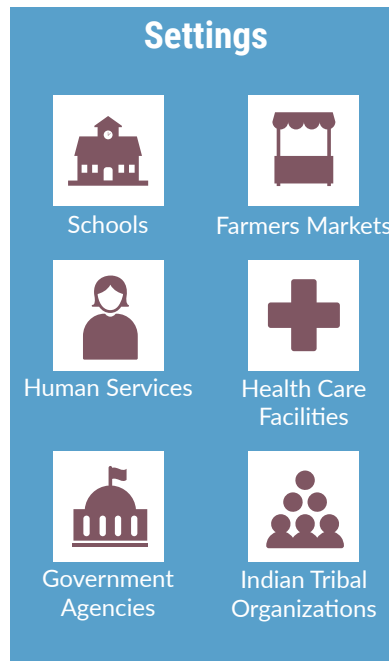 Settings
Schools
Farmers Markets
Human Services
Health Care
Facilities
Government
Agencies
Indian Tribal
Organizations